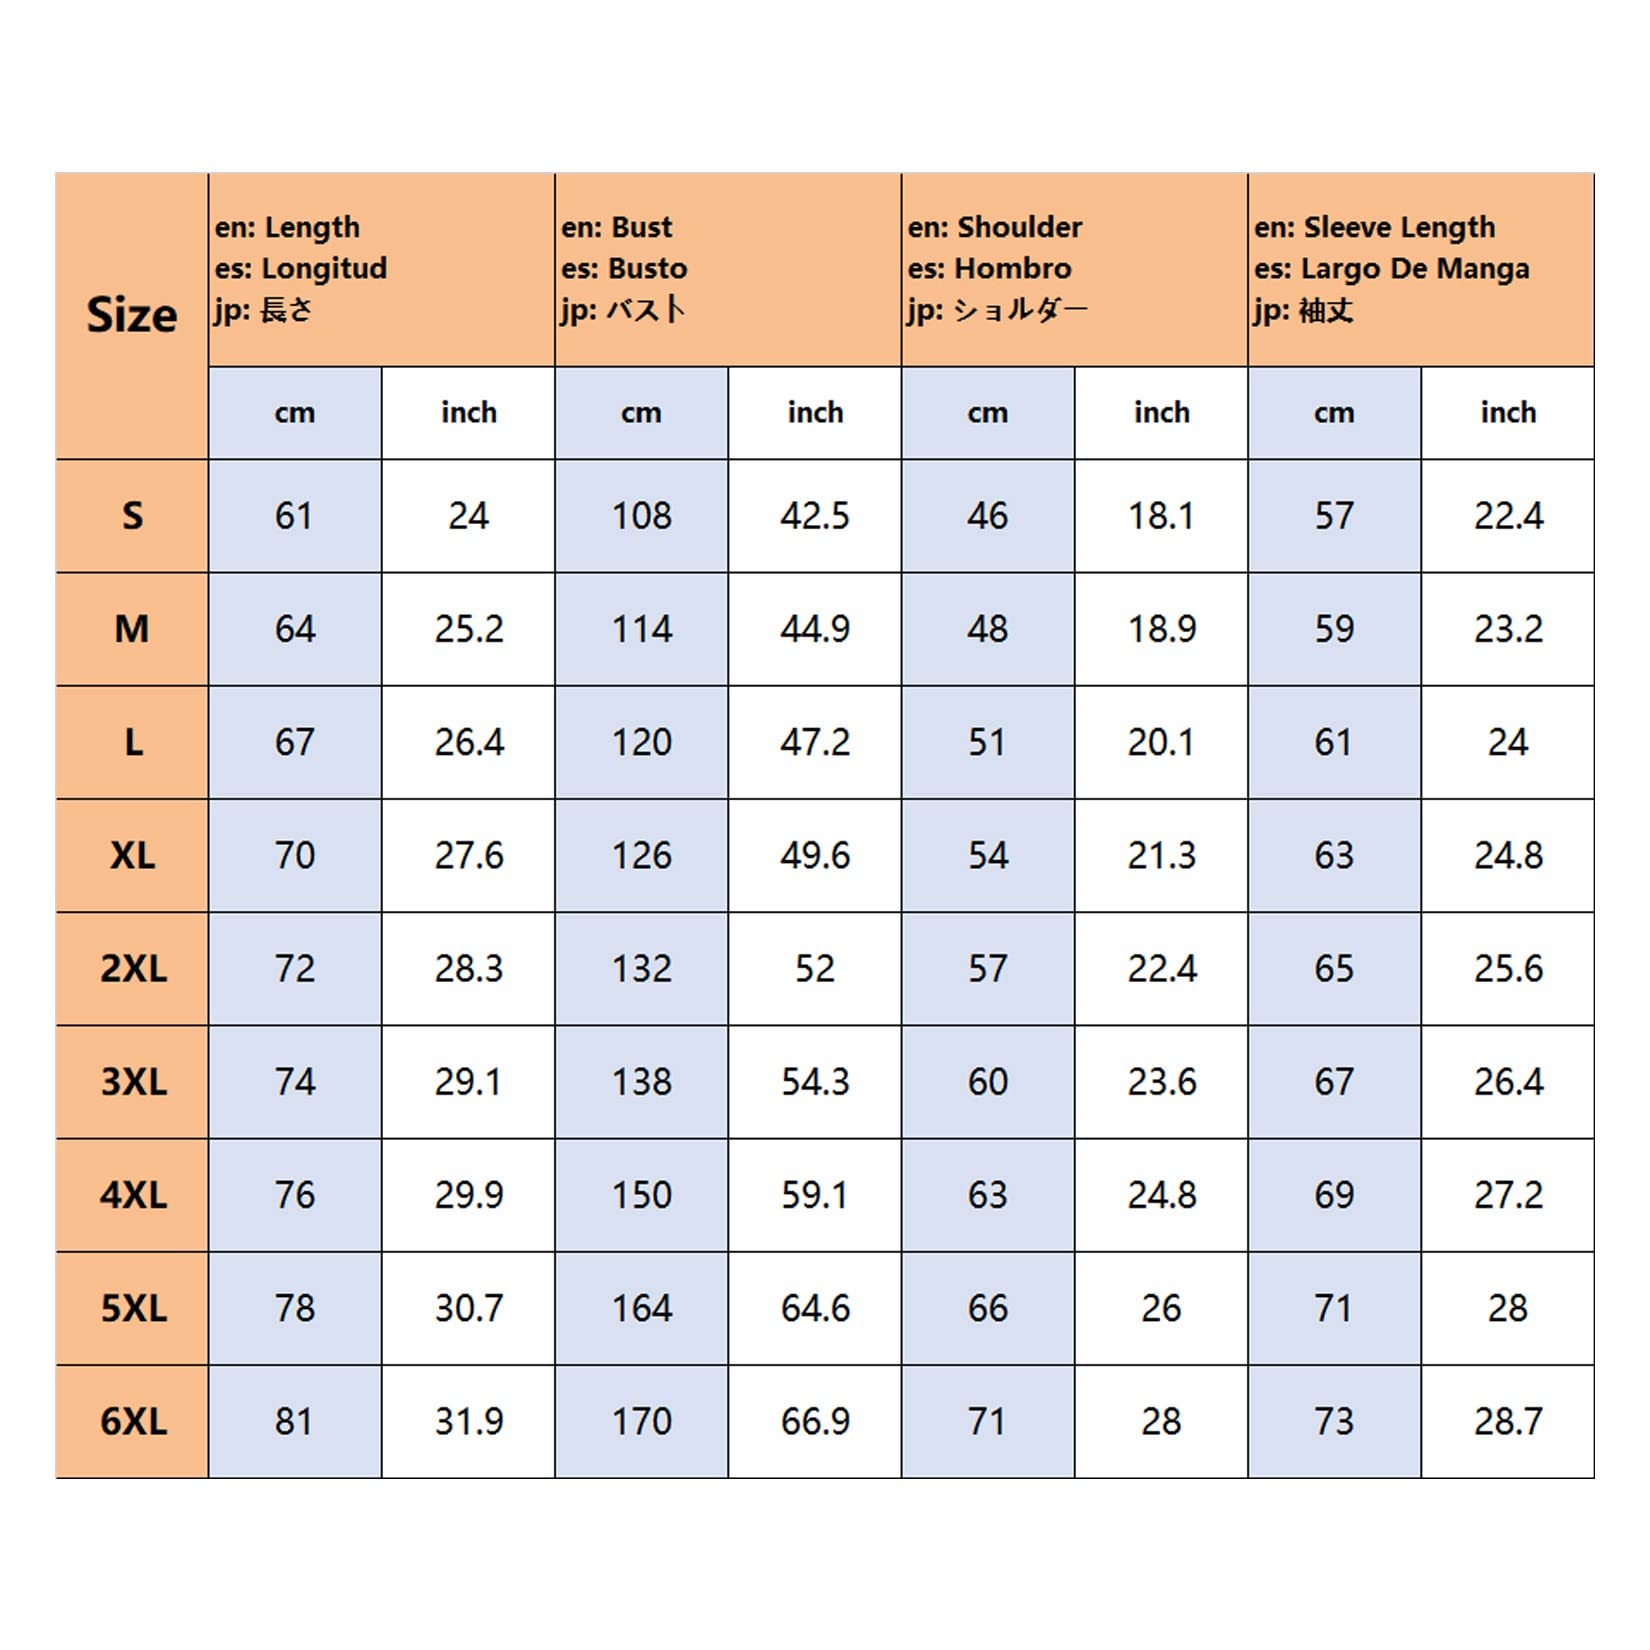 Size
en: Length
es: Longitud
jp: 長さ
en: Bust
es: Busto
jp: バスト
en: Shoulder
es: Hombro
jp: ショルダー
en: Sleeve Length
es: Largo De Manga
jp: 袖丈
cm inch cm inch cm inch cm inch
S 61 24 108 42.5 46 18.1 57 22.4
M 64 25.2 114 44.9 48 18.9 59 23.2
L 67 26.4 120 47.2 51 20.1 61 24
XL 70 27.6 126 49.6 54 21.3 63 24.8
2XL 72 28.3 132 52 57 22.4 65 25.6
3XL 74 29.1 138 54.3 60 23.6 67 26.4
4XL 76 29.9 150 59.1 63 24.8 69 27.2
5XL 78 30.7 164 64.6 66 26 71 28
6XL 81 31.9 170 66.9 71 28 73 28.7